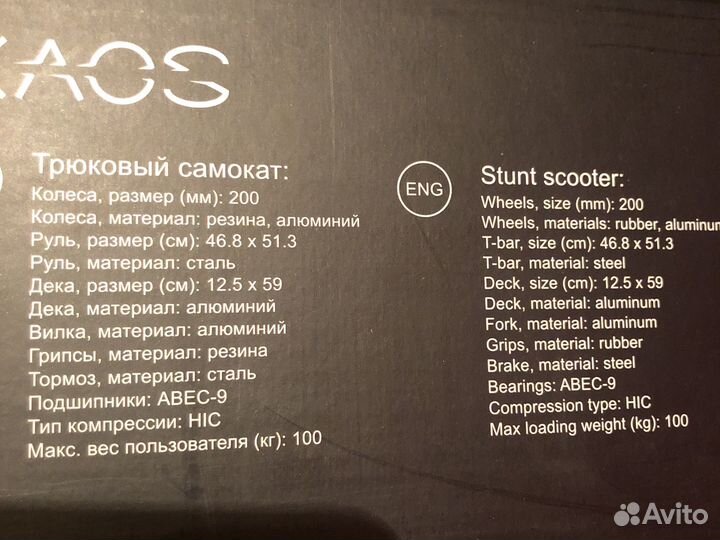 XAOS
Трюковый самокат:
Колеса, размер (мм): 200
Колеса, материал: резина, алюминий
Руль, размер (см): 46.8 x 51.3
Руль, материал: сталь
Дека, размер (см): 12.5 x 59
Дека, материал: алюминий
Вилка, материал: алюминий
Грипсы, материал: резина
Тормоз, материал: сталь
Подшипники: ABEC-9
Тип компрессии: HIC
Макс. вес пользователя (кг): 100
ENG
Stunt scooter:
Wheels, size (mm): 200
Wheels, materials: rubber, aluminum
T-bar, size (cm): 46.8 x 51.3
T-bar, material: steel
Deck, size (cm): 12.5 x 59
Deck, material: aluminum
Fork, material: aluminum
Grips, material: rubber
Brake, material: steel
Bearings: ABEC-9
Compression type: HIC
Max loading weight (kg): 100
Avito